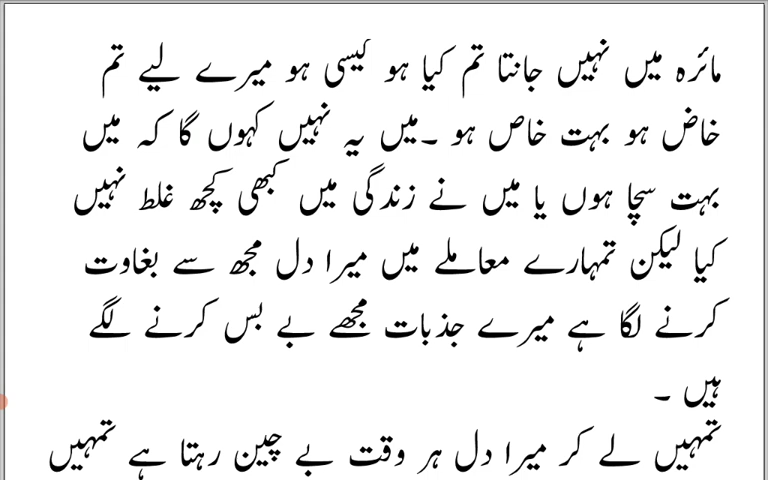 مائرہ میں نہیں جانتا تم کیا ہو کیسی ہو میرے لیے تم
خاض ہو بہت خاص ہو ۔میں یہ نہیں کہوں گا کہ میں
بہت سچا ہوں یا میں نے زندگی میں کبھی کچھ غلط نہیں
کیا لیکن تمہارے معاملے میں میرا دل مجھ سے بغاوت
کرنے لگا ہے میرے جذبات مجھے بے بس کرنے لگے
ہیں ۔
تمہیں لے کر میرا دل ہر وقت بے چین رہتا ہے تمہیں